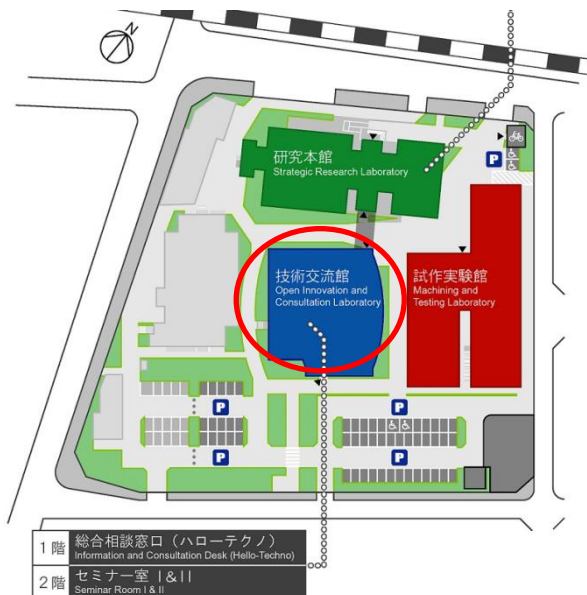 N
研究本館
Strategic Research Laboratory
P
技術交流館
Open Innovation and
Consultation Laboratory
試作実験館
Machining and
Testing Laboratory
P
P
P
P
1階 総合相談窓口（ハローテクノ）
Information and Consultation Desk (Hello-Techno)
2階 セミナー室 I&II
Seminar Room I & II